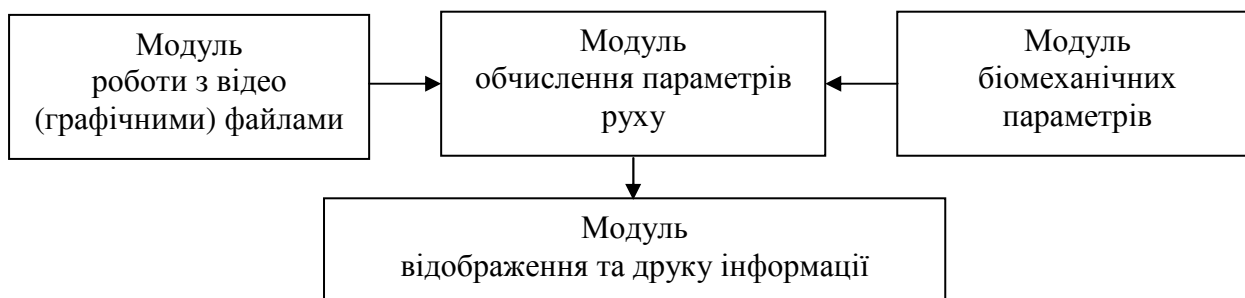 Модуль
роботи з відео
(графічними) файлами
Модуль
обчислення параметрів
руху
Модуль
біомеханічних
параметрів
Модуль
відображення та друку інформації